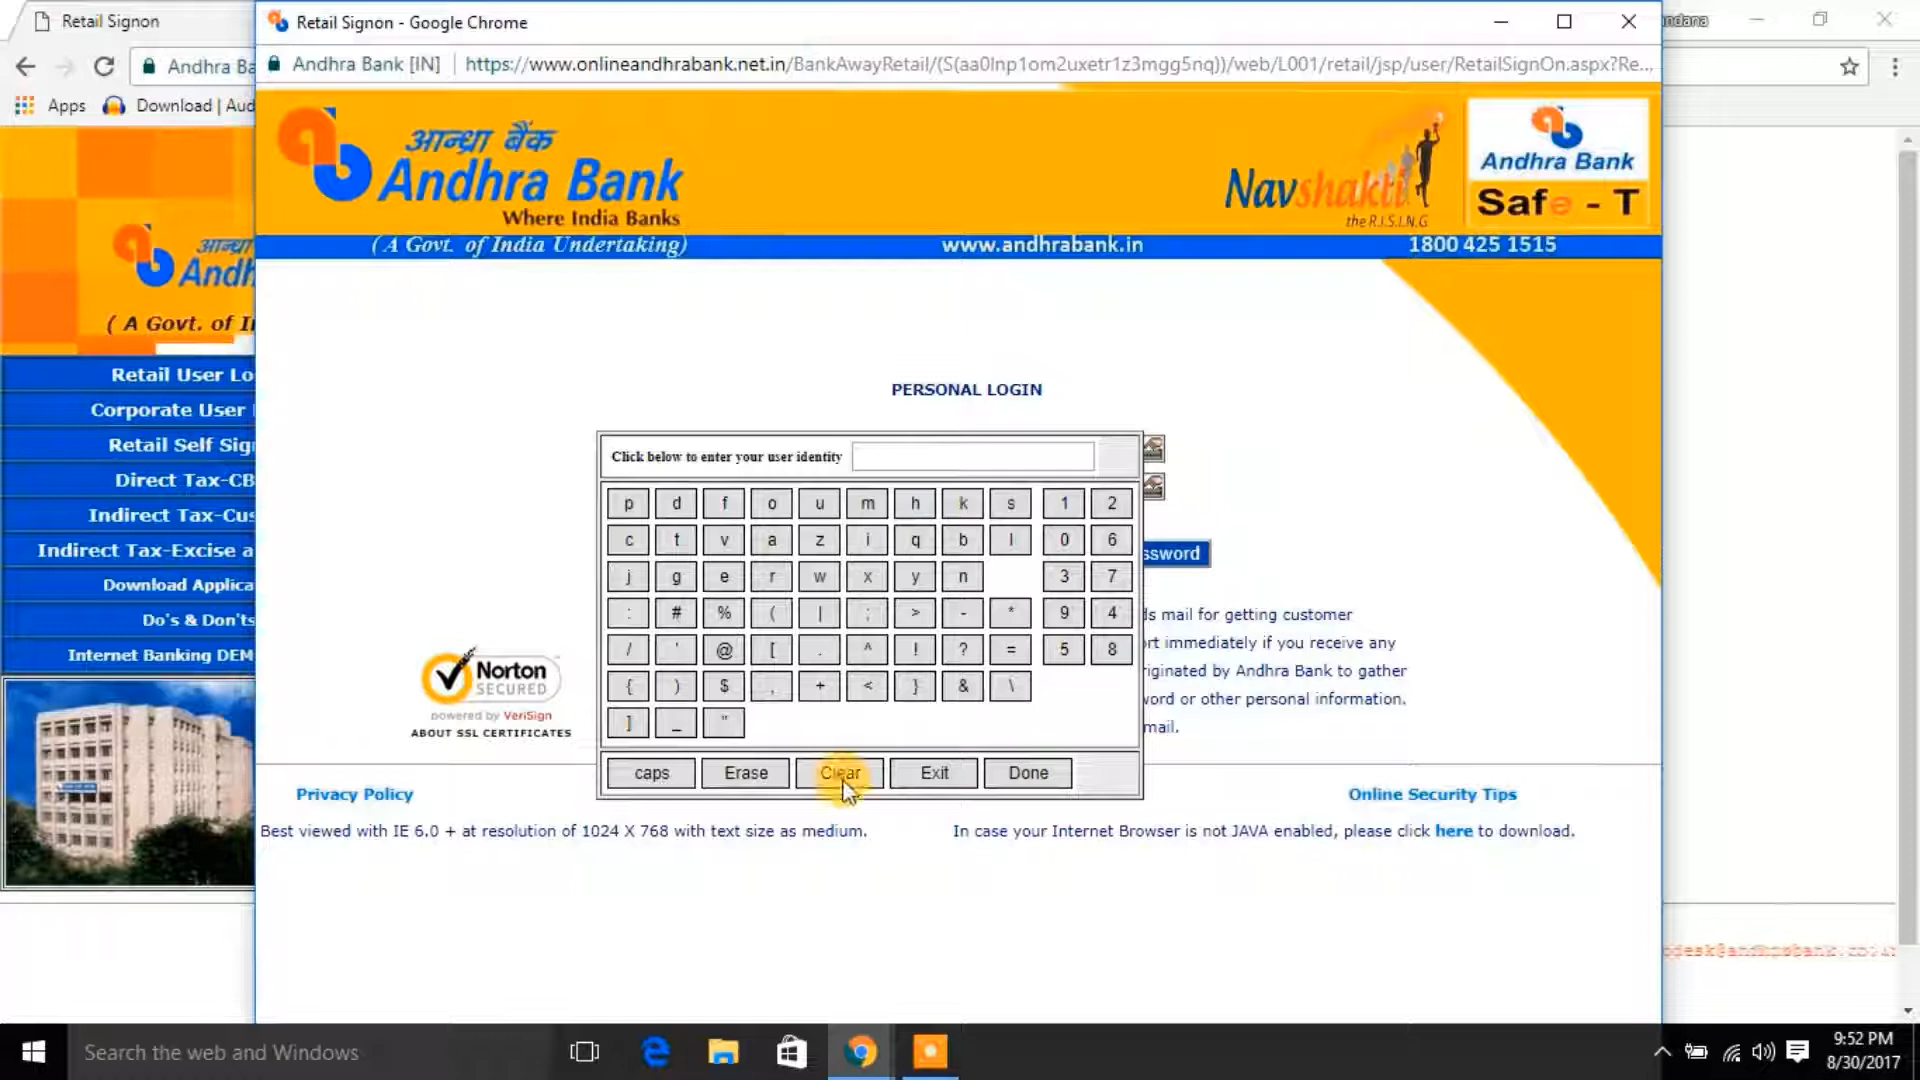 Retail Signon
Retail Signon - Google Chrome
Andhra Ba
Andhra Bank [IN] https://www.onlineandhrabank.net.in/BankAwayRetail/(S(aa0lnp1om2uxetr1z3mgg5nq))/web/L001/retail/jsp/user/RetailSignOn.aspx?Re...
Apps Download | Aud
आन्ध्रा बैंक
Andhra Bank
Where India Banks
Navshakti
the R.I.S.I.N.G
Andhra Bank
Safe - T
( A Govt. of India Undertaking) www.andhrabank.in 1800 425 1515
Andh
( A Govt. of I
Retail User Lo
Corporate User
Retail Self Sig
Direct Tax-CB
Indirect Tax-Cus
Indirect Tax-Excise a
Download Applica
Do's & Don'ts
Internet Banking DEM
PERSONAL LOGIN
Click below to enter your user identity
p d f o u m h k s 1 2
c t v a z i q b l 0 6
j g e r w x y n 3 7
: # % ( | ; > - * 9 4
/ ' @ [ . ^ ! ? = 5 8
{ ) $ , + < } & \
] _ "
caps Erase Clear Exit Done
ssword
ds mail for getting customer
rt immediately if you receive any
riginated by Andhra Bank to gather
word or other personal information.
mail.
Norton
SECURED
powered by VeriSign
ABOUT SSL CERTIFICATES
Privacy Policy Online Security Tips
Best viewed with IE 6.0 + at resolution of 1024 X 768 with text size as medium. In case your Internet Browser is not JAVA enabled, please click here to download.
Search the web and Windows
9:52 PM
8/30/2017